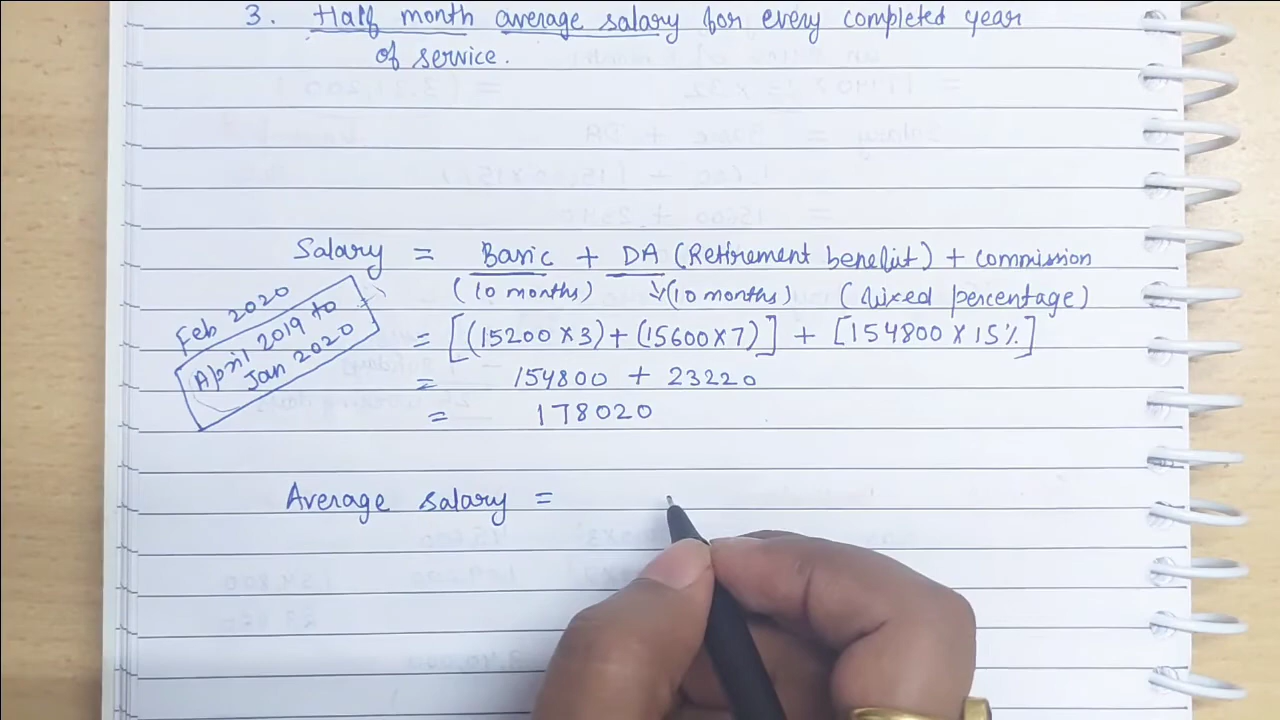 3. Half month average salary for every completed year
of service.
Salary = Basic + DA (Retirement benefit) + commission
(10 months) (10 months) (fixed percentage)
Feb 2020
April 2019 to
Jan 2020
= [(15200×3)+(15600×7)] + [154800×15%]
= 154800 + 23220
= 178020
Average salary =